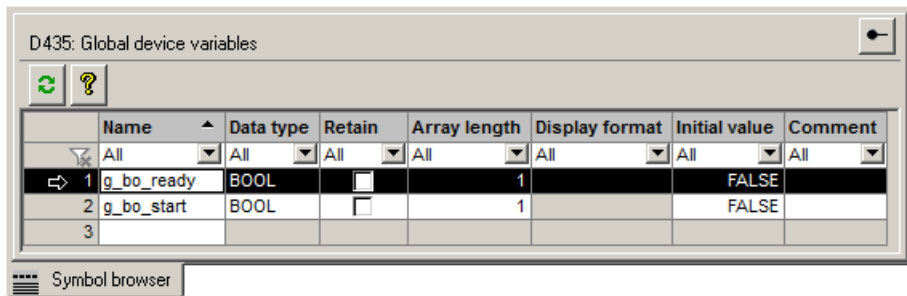 D435: Global device variables
Name Data type Retain Array length Display format Initial value Comment
All All All All All All All
1 g_bo_ready BOOL 1 FALSE
2 g_bo_start BOOL 1 FALSE
3
Symbol browser